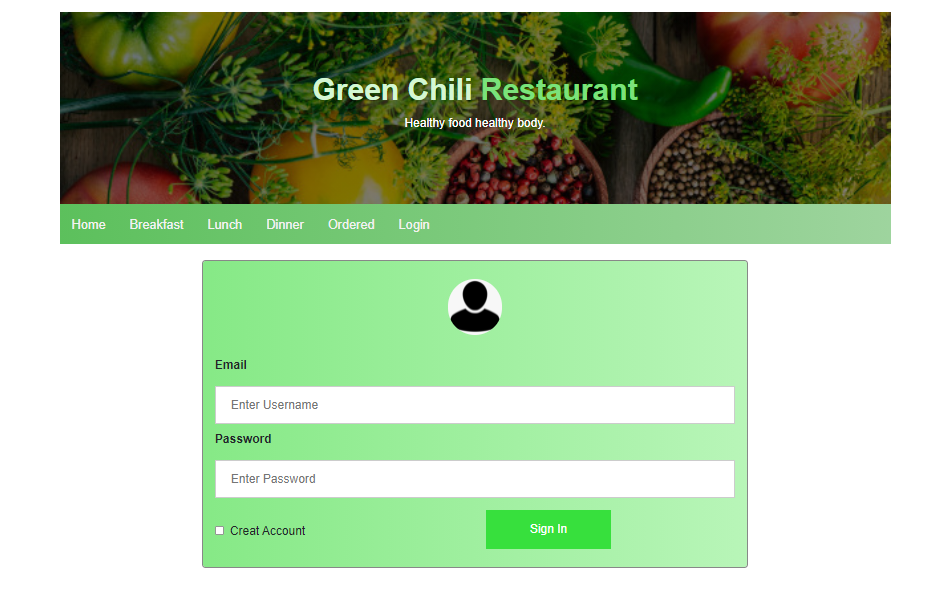 Green Chili Restaurant
Healthy food healthy body.
Home Breakfast Lunch Dinner Ordered Login
Email
Enter Username
Password
Enter Password
Creat Account Sign In